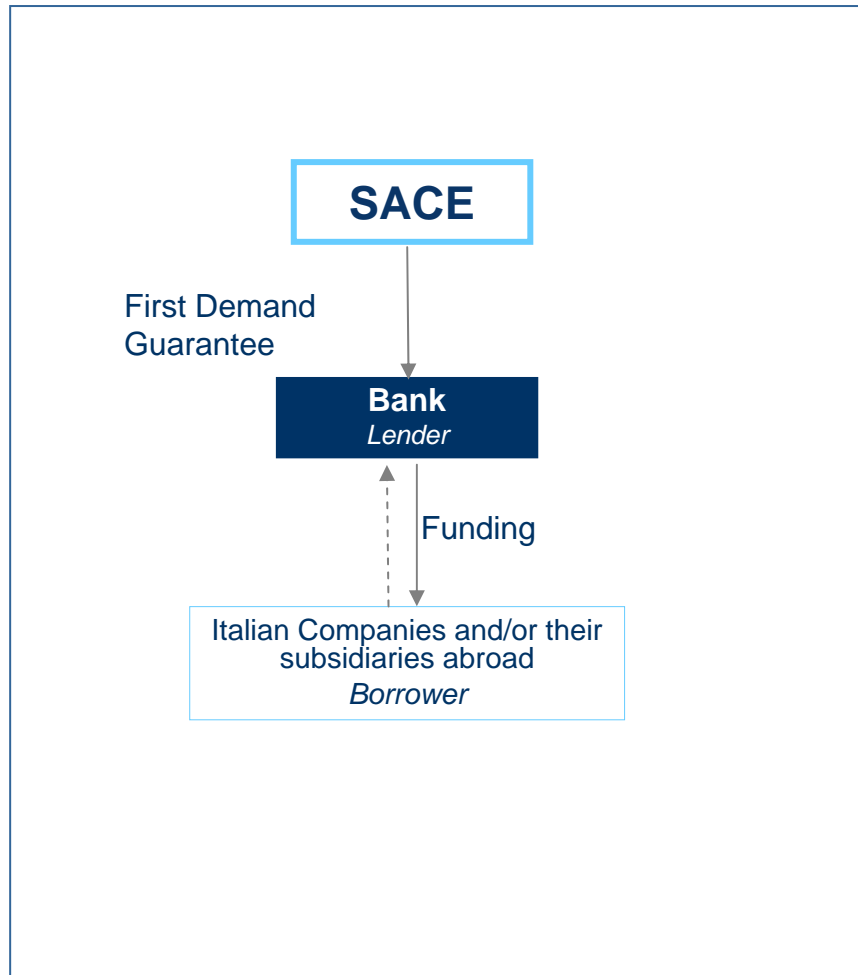 SACE
First Demand
Guarantee
Bank
Lender
Funding
Italian Companies and/or their
subsidiaries abroad
Borrower